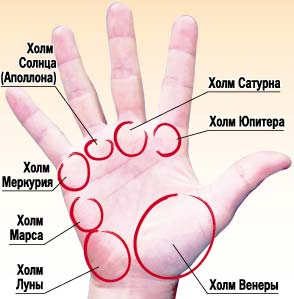 Холм
Солнца
(Аполлона)
Холм Сатурна
Холм Юпитера
Холм
Меркурия
Холм
Марса
Холм
Луны
Холм Венеры